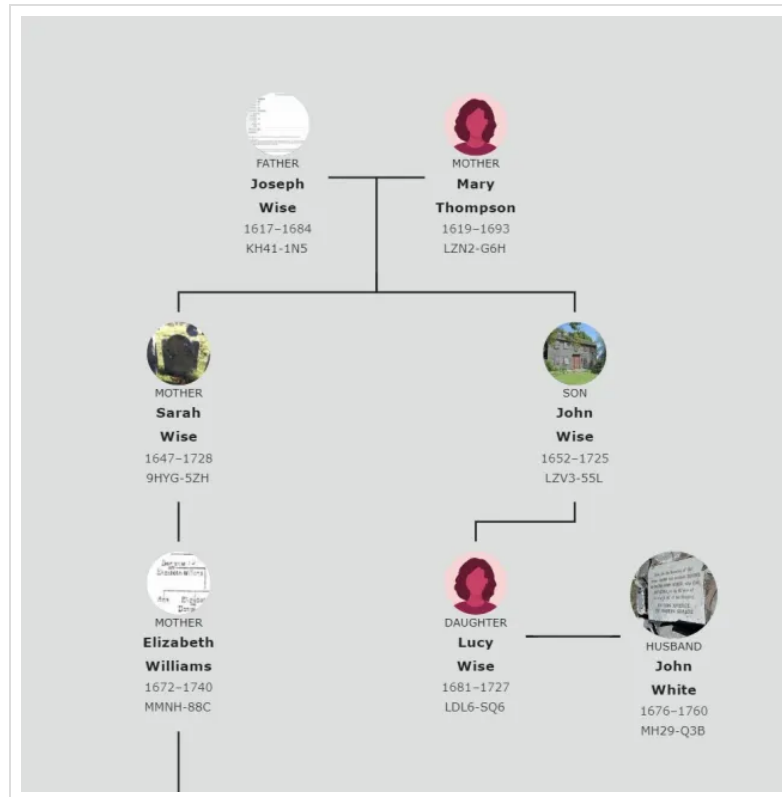 FATHER
Joseph
Wise
1617–1684
KH41-1N5
MOTHER
Mary
Thompson
1619–1693
LZN2-G6H
MOTHER
Sarah
Wise
1647–1728
9HYG-5ZH
SON
John
Wise
1652–1725
LZV3-55L
MOTHER
Elizabeth
Williams
1672–1740
MMNH-88C
DAUGHTER
Lucy
Wise
1681–1727
LDL6-SQ6
HUSBAND
John
White
1676–1760
MH29-Q3B